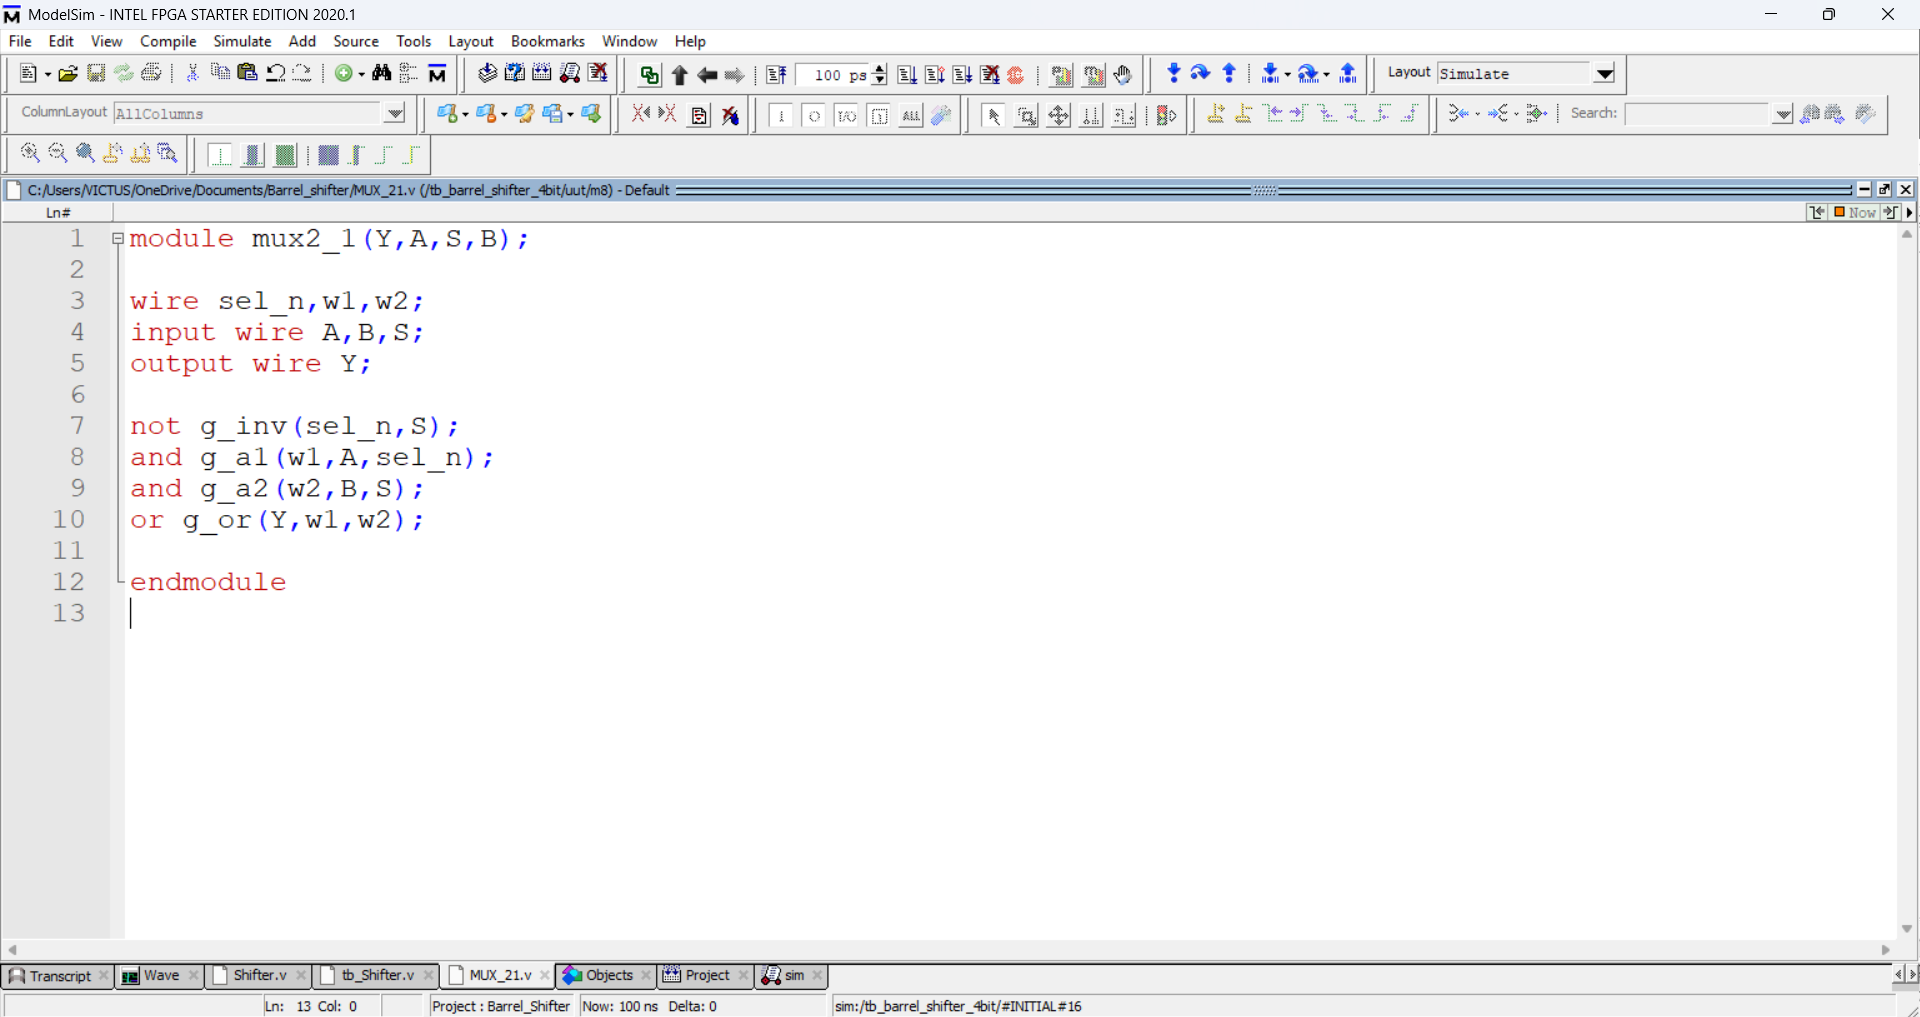 ModelSim - INTEL FPGA STARTER EDITION 2020.1
File Edit View Compile Simulate Add Source Tools Layout Bookmarks Window Help
100 ps
Layout Simulate
ColumnLayout AllColumns
Search:
C:/Users/VICTUS/OneDrive/Documents/Barrel_shifter/MUX_21.v (/tb_barrel_shifter_4bit/uut/m8) - Default
Ln#
Now
1 module mux2_1(Y,A,S,B);
2
3 wire sel_n,w1,w2;
4 input wire A,B,S;
5 output wire Y;
6
7 not g_inv(sel_n,S);
8 and g_a1(w1,A,sel_n);
9 and g_a2(w2,B,S);
10 or g_or(Y,w1,w2);
11
12 endmodule
13
Transcript Wave Shifter.v tb_Shifter.v MUX_21.v Objects Project sim
Ln: 13 Col: 0 Project : Barrel_Shifter Now: 100 ns Delta: 0 sim:/tb_barrel_shifter_4bit/#INITIAL#16